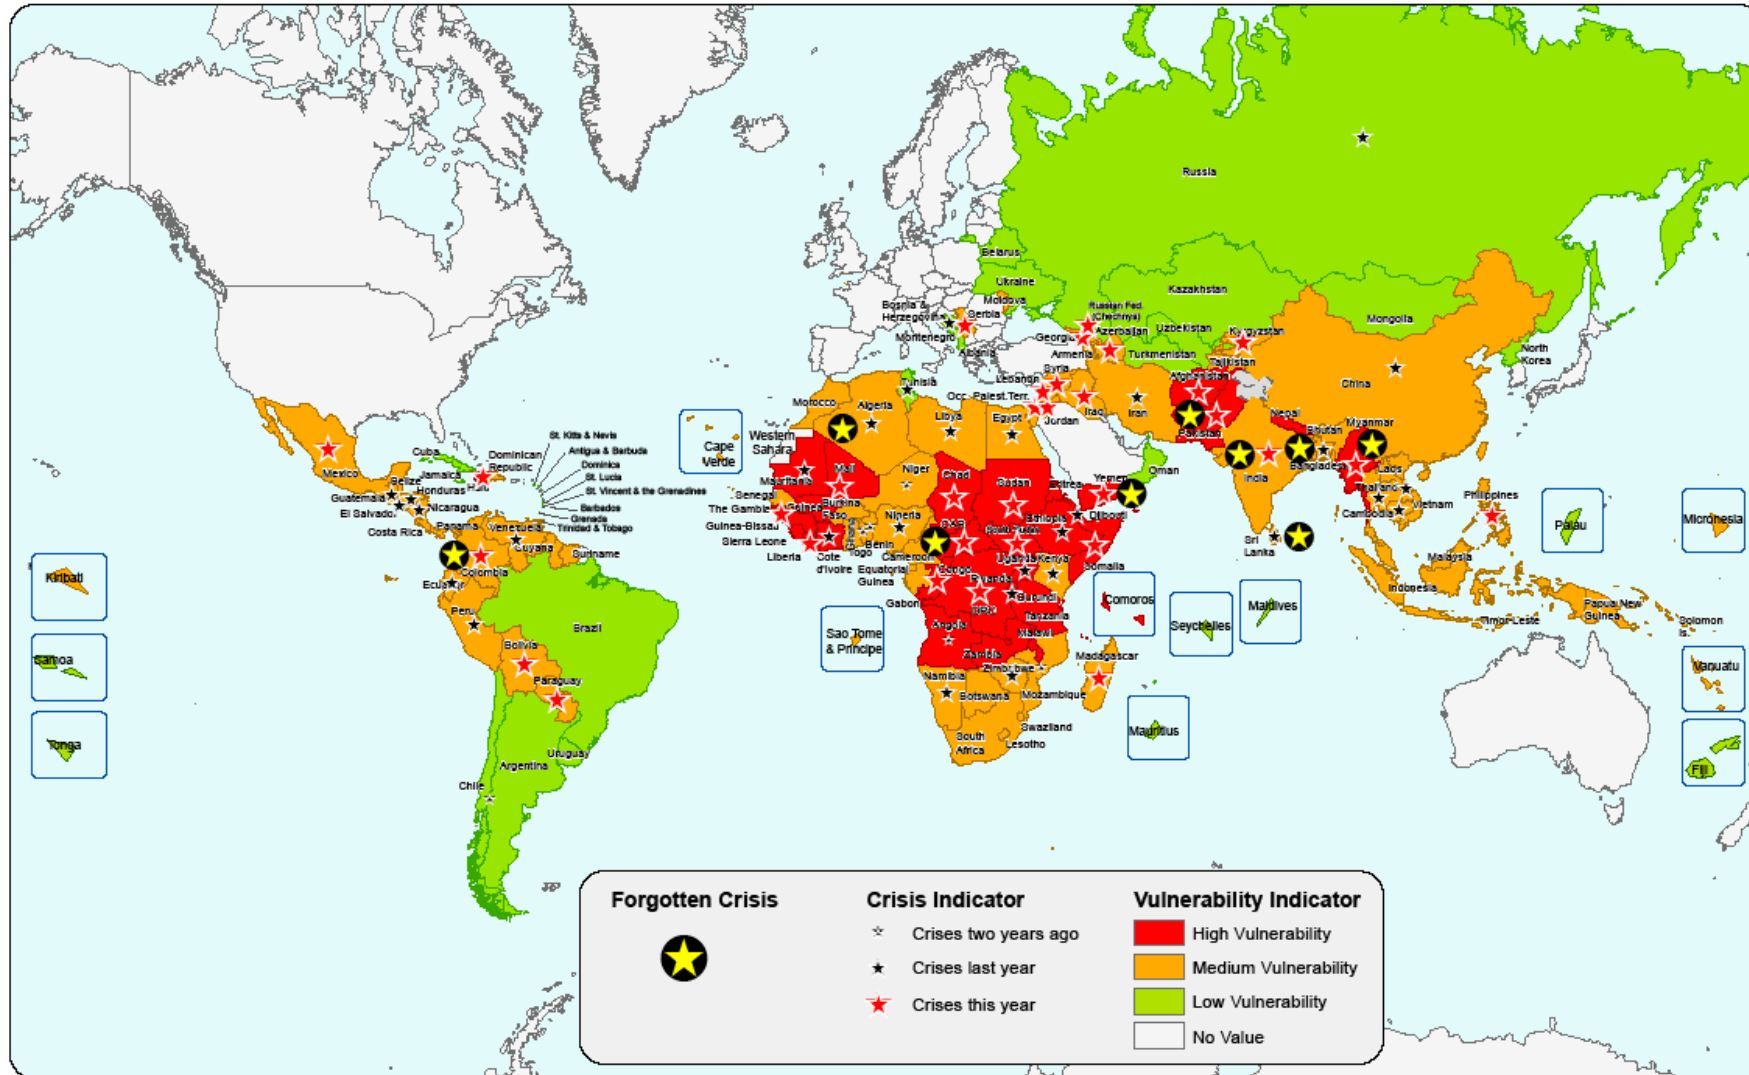 Russia
Belarus
Ukraine
Kazakhstan
Moldova
Bosnia &
Herzegovina
Serbia
Russian Fed.
(Chechnya)
Mongolia
Montenegro
Georgia
Azerbaijan
Uzbekistan
Kyrgyzstan
Albania
Armenia
Turkmenistan
Tajikistan
North
Korea
Tunisia
Lebanon
Syria
Afghanistan
China
Morocco
Algeria
Occ. Palest.Terr.
Libya
Egypt
Jordan
Iraq
Iran
Pakistan
Nepal
Bhutan
Myanmar
Western
Sahara
Cape
Verde
St. Kitts & Nevis
Antigua & Barbuda
Dominica
St. Lucia
St. Vincent & the Grenadines
Barbados
Grenada
Trinidad & Tobago
Cuba
Dominican
Republic
Mexico
Jamaica
Haiti
Belize
Guatemala
Honduras
El Salvador
Nicaragua
Costa Rica
Panama
Venezuela
Guyana
Suriname
Colombia
Ecuador
Peru
Brazil
Bolivia
Paraguay
Uruguay
Argentina
Chile
Mauritania
Mali
Niger
Chad
Sudan
Eritrea
Yemen
Oman
India
Bangladesh
Laos
Thailand
Vietnam
Cambodia
Philippines
Palau
Micronesia
Senegal
The Gambia
Guinea-Bissau
Guinea
Burkina
Faso
Sierra Leone
Liberia
Cote
d'Ivoire
Ghana
Togo
Benin
Nigeria
Cameroon
CAR
South Sudan
Ethiopia
Djibouti
Equatorial
Guinea
Gabon
Congo
Uganda
Kenya
Somalia
Rwanda
Burundi
DRK
Tanzania
Sri
Lanka
Malaysia
Indonesia
Papua New
Guinea
Timor-Leste
Solomon
Is.
Kiribati
Samoa
Tonga
Sao Tome
& Principe
Comoros
Seychelles
Maldives
Angola
Malawi
Zambia
Madagascar
Zimbabwe
Namibia
Botswana
Mozambique
Swaziland
South
Africa
Lesotho
Mauritius
Vanuatu
Fiji
Forgotten Crisis
Crisis Indicator
Crises two years ago
Crises last year
Crises this year
Vulnerability Indicator
High Vulnerability
Medium Vulnerability
Low Vulnerability
No Value